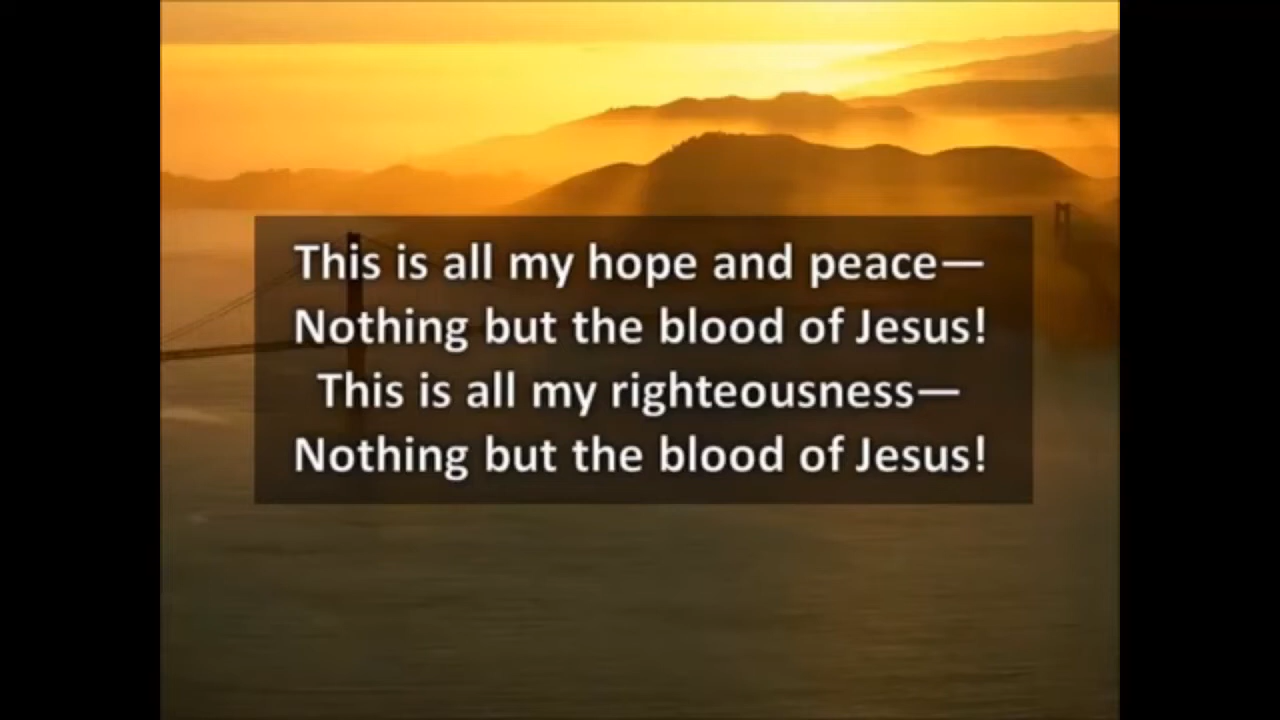 This is all my hope and peace—
Nothing but the blood of Jesus!
This is all my righteousness—
Nothing but the blood of Jesus!